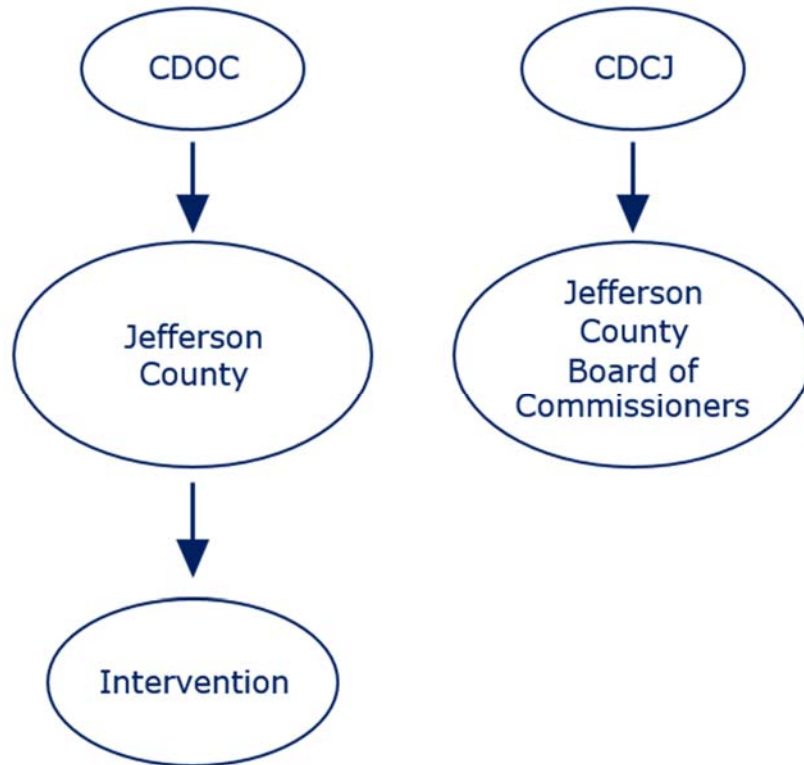 CDOC
CDCJ
Jefferson
County
Jefferson
County
Board of
Commissioners
Intervention